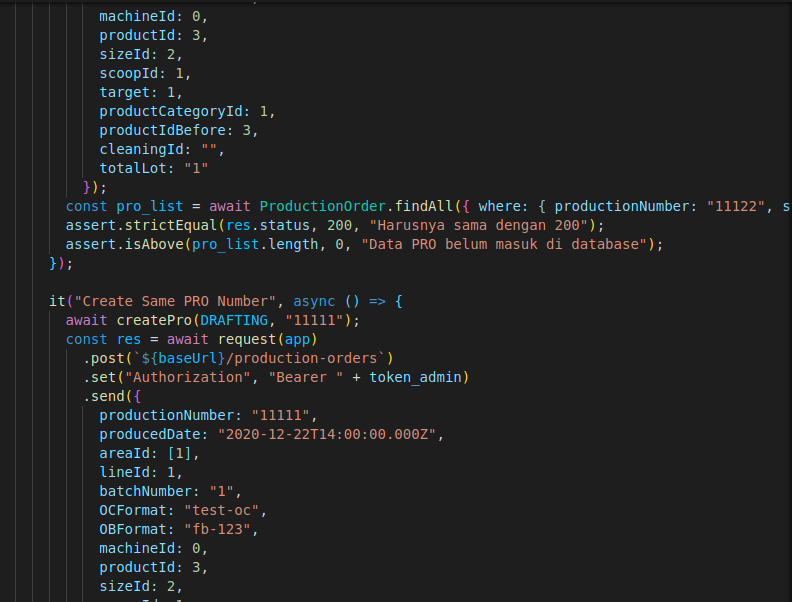 machineId: 0,
productId: 3,
sizeId: 2,
scoopId: 1,
target: 1,
productCategoryId: 1,
productIdBefore: 3,
cleaningId: "",
totalLot: "1"
});
const pro_list = await ProductionOrder.findAll({ where: { productionNumber: "11122", s
assert.strictEqual(res.status, 200, "Harusnya sama dengan 200");
assert.isAbove(pro_list.length, 0, "Data PRO belum masuk di database");
});
it("Create Same PRO Number", async () => {
await createPro(DRAFTING, "11111");
const res = await request(app)
.post(`${baseUrl}/production-orders`)
.set("Authorization", "Bearer " + token_admin)
.send({
productionNumber: "11111",
producedDate: "2020-12-22T14:00:00.000Z",
areaId: [1],
lineId: 1,
batchNumber: "1",
OCFormat: "test-oc",
OBFormat: "fb-123",
machineId: 0,
productId: 3,
sizeId: 2,